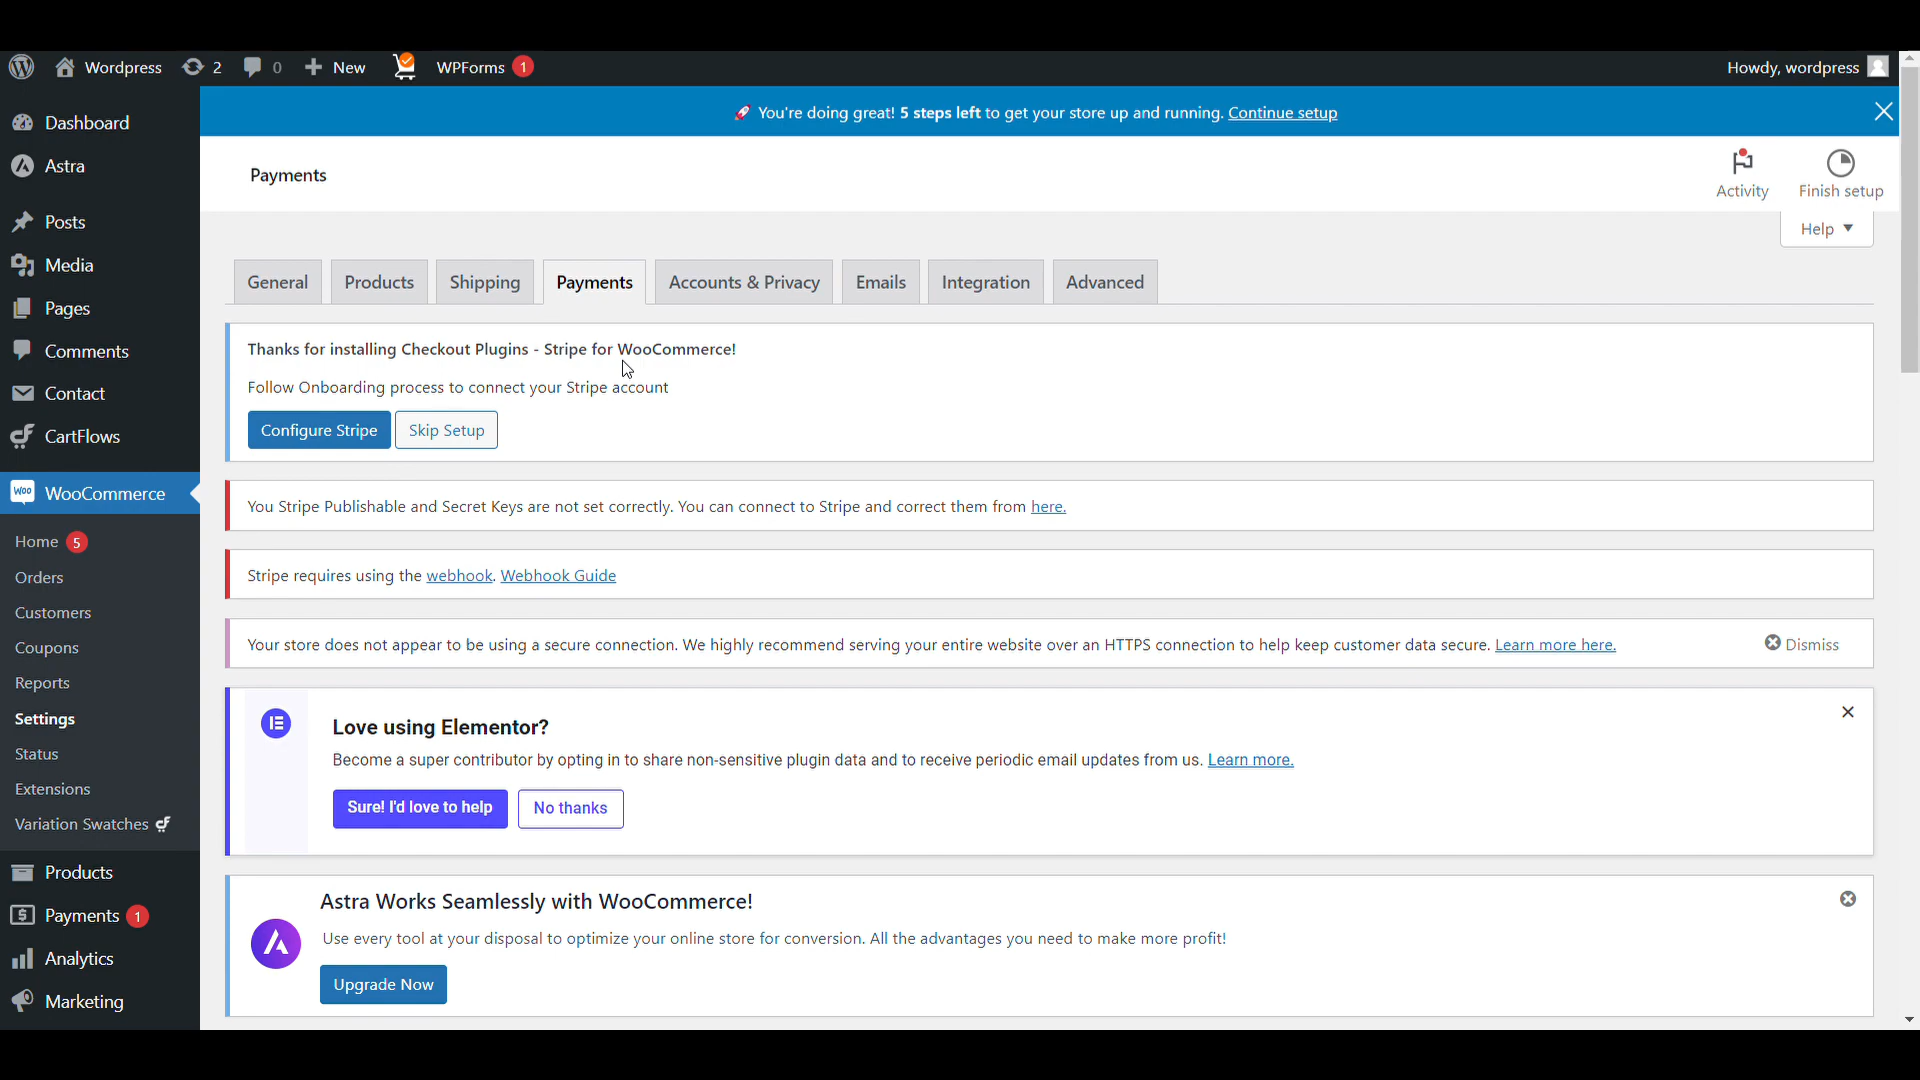 Wordpress 2 0 New WPForms 1 Howdy, wordpress
You're doing great! 5 steps left to get your store up and running. Continue setup
Payments
Activity
Finish setup
Help
Dashboard
Astra
Posts
Media
Pages
Comments
Contact
CartFlows
Woo WooCommerce
Home 5
Orders
Customers
Coupons
Reports
Settings
Status
Extensions
Variation Swatches
Products
Payments 1
Analytics
Marketing
General Products Shipping Payments Accounts & Privacy Emails Integration Advanced
Thanks for installing Checkout Plugins - Stripe for WooCommerce!
Follow Onboarding process to connect your Stripe account
Configure Stripe Skip Setup
You Stripe Publishable and Secret Keys are not set correctly. You can connect to Stripe and correct them from here.
Stripe requires using the webhook. Webhook Guide
Your store does not appear to be using a secure connection. We highly recommend serving your entire website over an HTTPS connection to help keep customer data secure. Learn more here. Dismiss
Love using Elementor?
Become a super contributor by opting in to share non-sensitive plugin data and to receive periodic email updates from us. Learn more.
Sure! I'd love to help No thanks
Astra Works Seamlessly with WooCommerce!
Use every tool at your disposal to optimize your online store for conversion. All the advantages you need to make more profit!
Upgrade Now